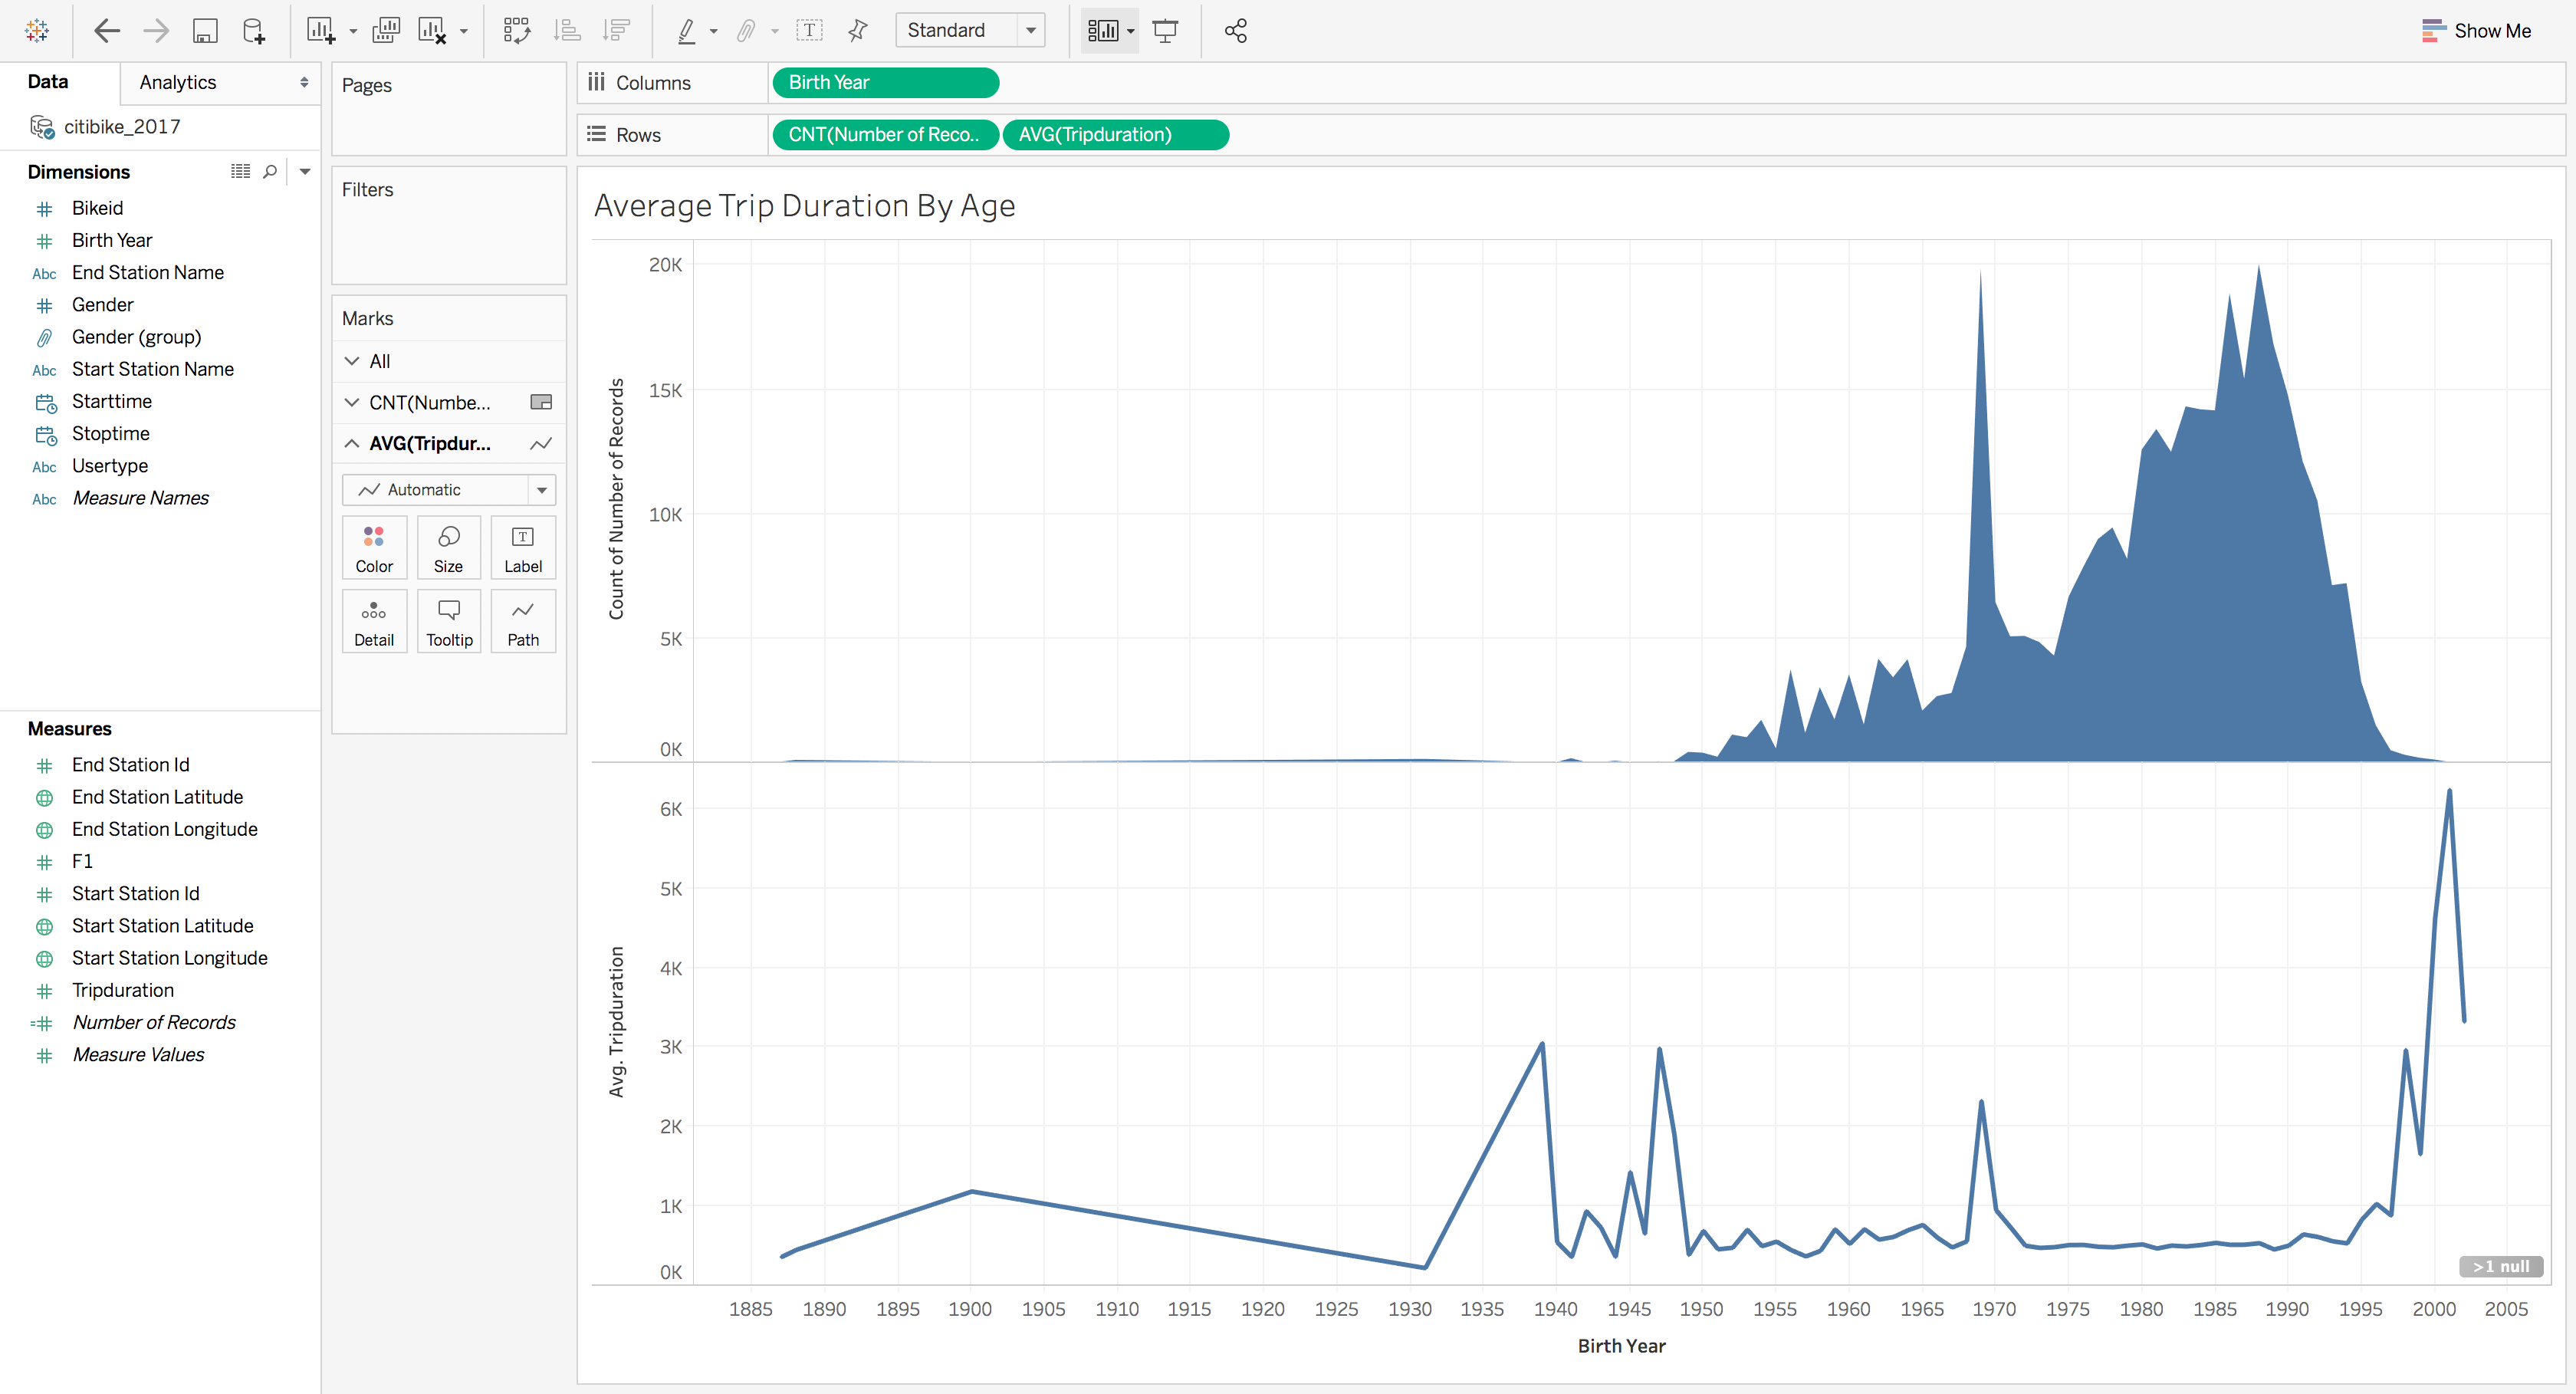 Standard
Show Me
Data
Analytics
citibike_2017
Dimensions
# Bikeid
# Birth Year
Abc End Station Name
# Gender
Gender (group)
Abc Start Station Name
Starttime
Stoptime
Abc Usertype
Abc Measure Names
Measures
# End Station Id
End Station Latitude
End Station Longitude
# F1
# Start Station Id
Start Station Latitude
Start Station Longitude
# Tripduration
=# Number of Records
# Measure Values
Pages
Filters
Marks
All
CNT(Numbe...
AVG(Tripdur...
Automatic
Color
Size
Label
Detail
Tooltip
Path
Columns
Birth Year
Rows
CNT(Number of Reco..
AVG(Tripduration)
Average Trip Duration By Age
Count of Number of Records
20K
15K
10K
5K
0K
Avg. Tripduration
6K
5K
4K
3K
2K
1K
0K
>1 null
1885 1890 1895 1900 1905 1910 1915 1920 1925 1930 1935 1940 1945 1950 1955 1960 1965 1970 1975 1980 1985 1990 1995 2000 2005
Birth Year